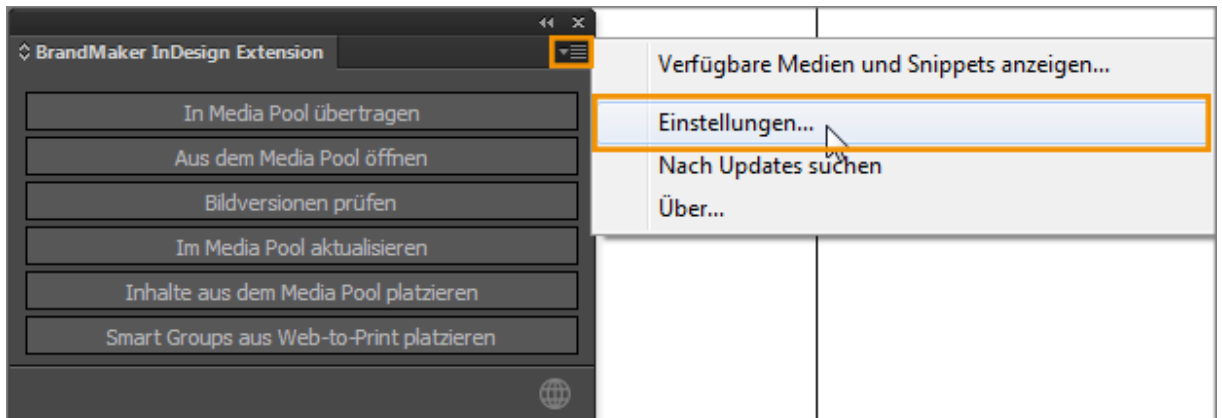 BrandMaker InDesign Extension
In Media Pool übertragen
Aus dem Media Pool öffnen
Bildversionen prüfen
Im Media Pool aktualisieren
Inhalte aus dem Media Pool platzieren
Smart Groups aus Web-to-Print platzieren
Verfügbare Medien und Snippets anzeigen...
Einstellungen...
Nach Updates suchen
Über...